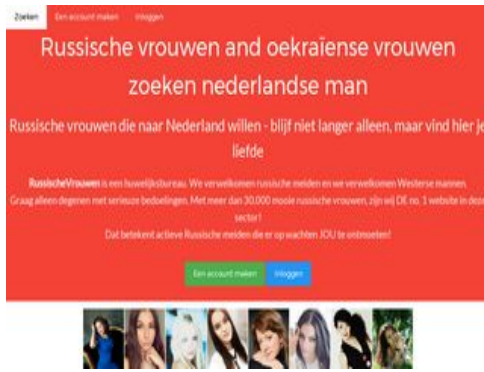 Zoeken Een account maken Inloggen
Russische vrouwen and oekraïense vrouwen
zoeken nederlandse man
Russische vrouwen die naar Nederland willen - blijf niet langer alleen, maar vind hier je
liefde
RussischeVrouwen is een huwelijksbureau. We verwelkomen russische meiden en we verwelkomen Westerse mannen.
Graag alleen degenen met serieuze bedoelingen. Met meer dan 30.000 mooie russische vrouwen, zijn wij DE no. 1 website in deze
sector!
Dat betekent actieve Russische meiden die er op wachten JOU te ontmoeten!
Een account maken Inloggen